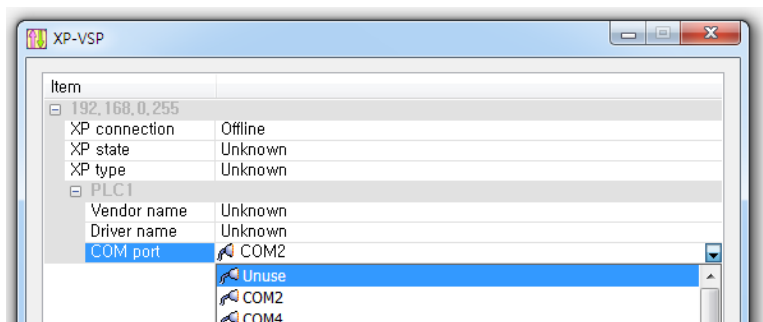 XP-VSP
Item
192,168,0,255
XP connection Offline
XP state Unknown
XP type Unknown
PLC1
Vendor name Unknown
Driver name Unknown
COM port COM2
Unuse
COM2
COM4